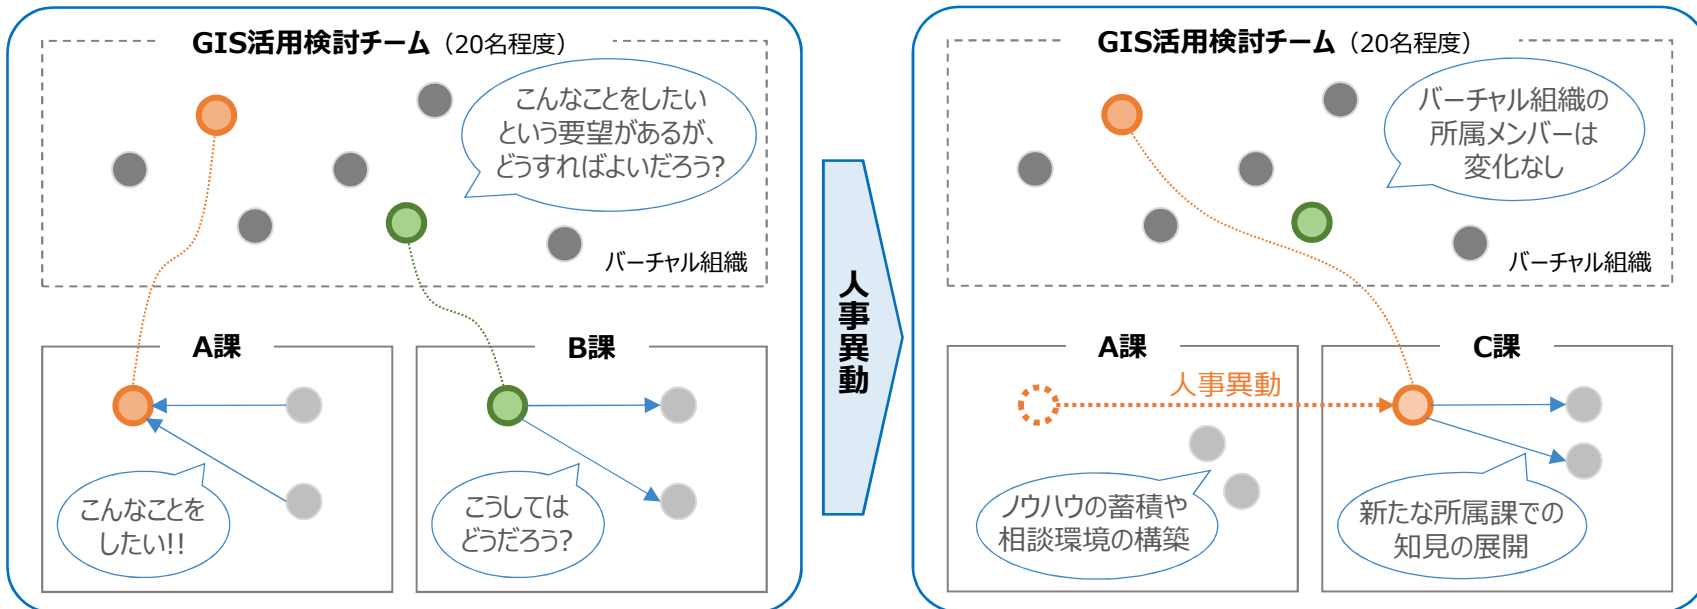 GIS活用検討チーム（20名程度）
こんなことをしたい
という要望があるが、
どうすればよいだろう?
バーチャル組織
A課
こんなことを
したい!!
B課
こうしては
どうだろう?
人事異動
GIS活用検討チーム（20名程度）
バーチャル組織の
所属メンバーは
変化なし
バーチャル組織
A課
人事異動
ノウハウの蓄積や
相談環境の構築
C課
新たな所属課での
知見の展開